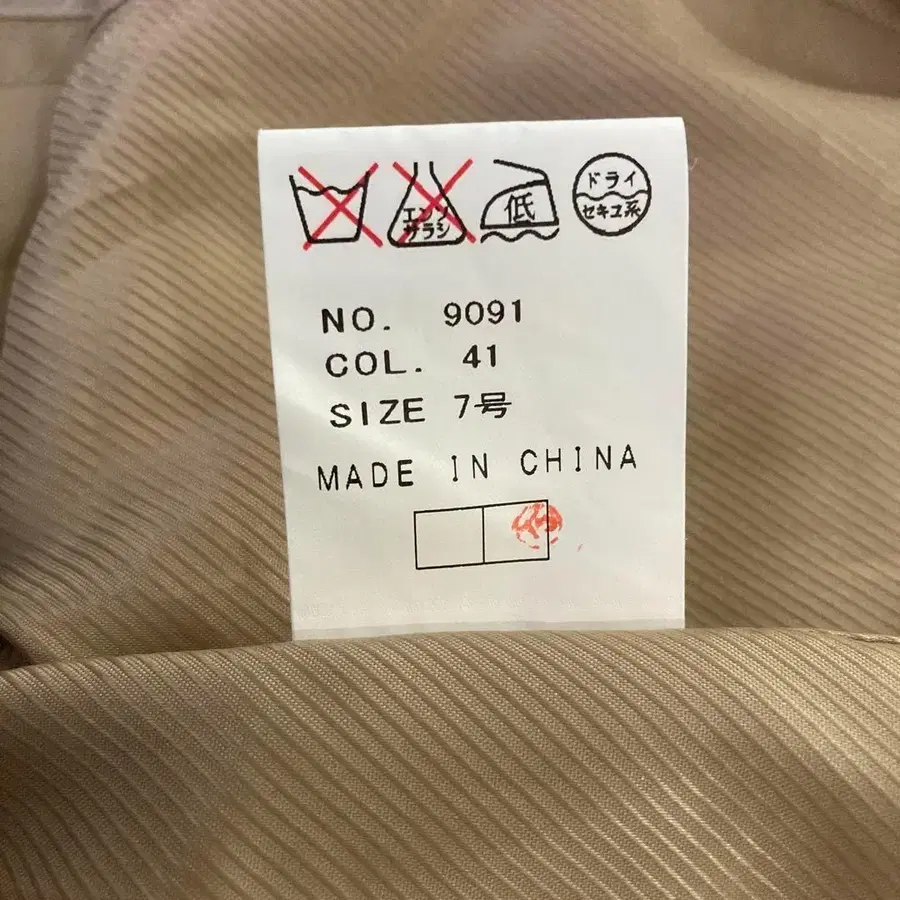 エンソ
サラシ
低
ドライ
セキユ系
NO. 9091
COL. 41
SIZE 7号
MADE IN CHINA